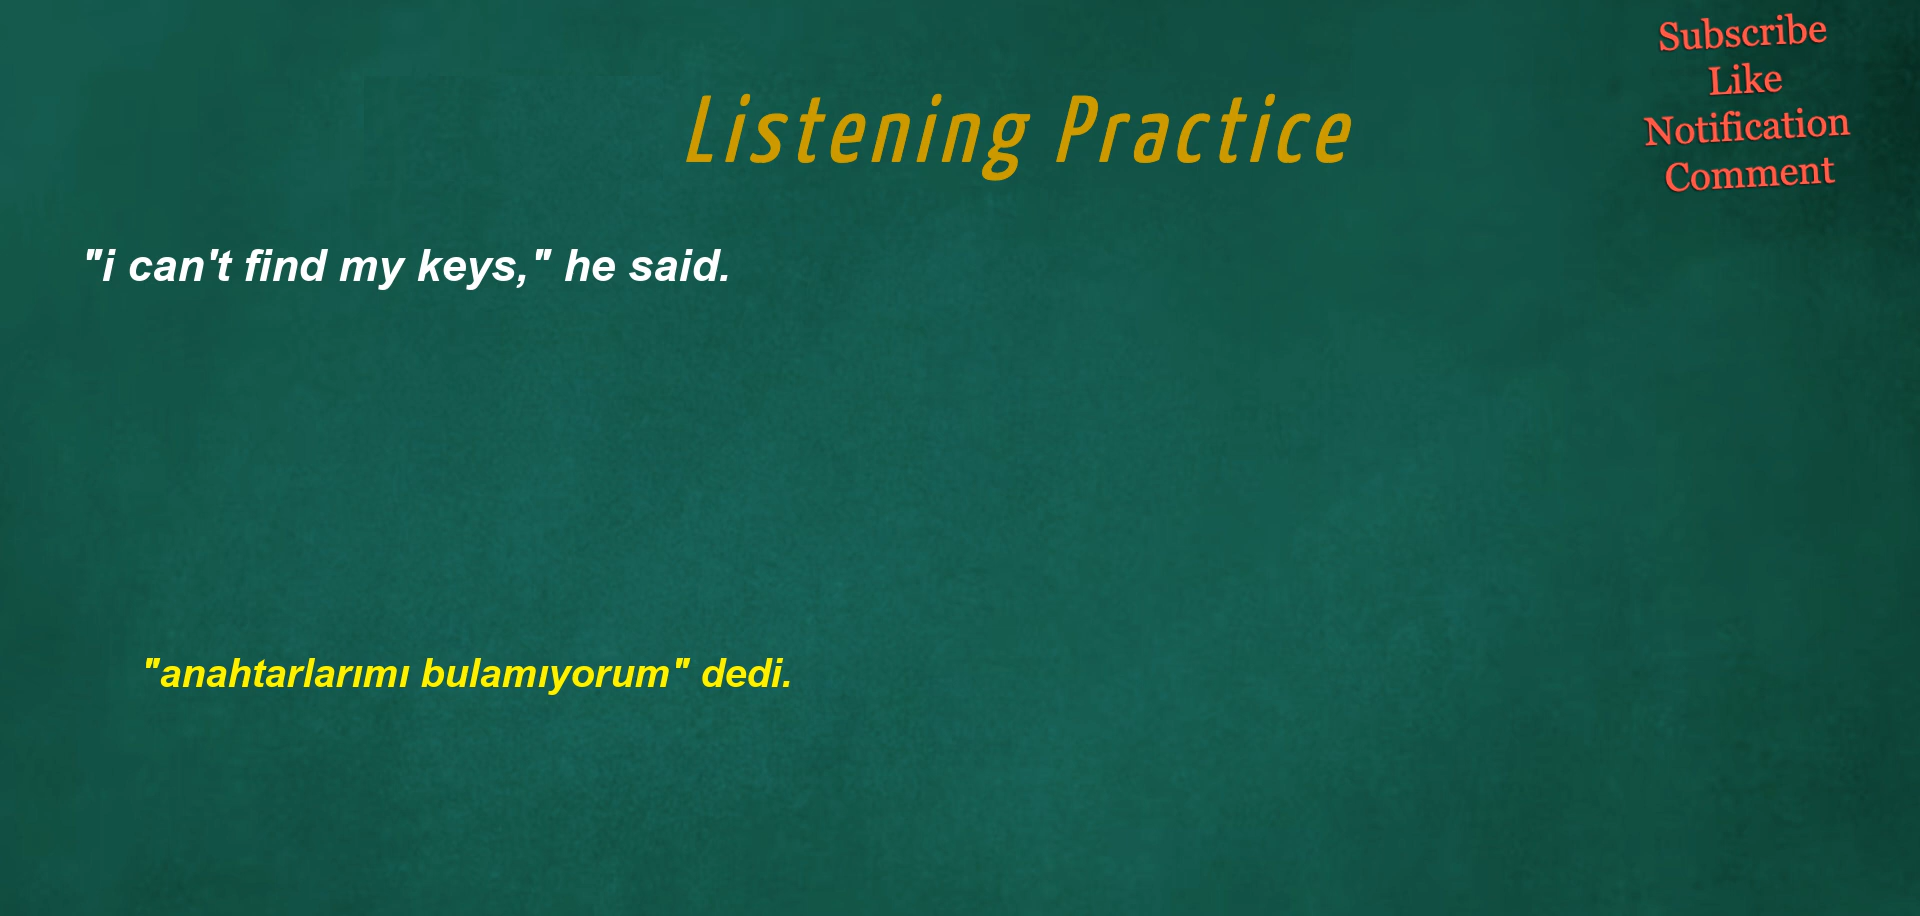 Subscribe
Like
Notification
Comment
Listening Practice
"i can't find my keys," he said.
"anahtarlarımı bulamıyorum" dedi.